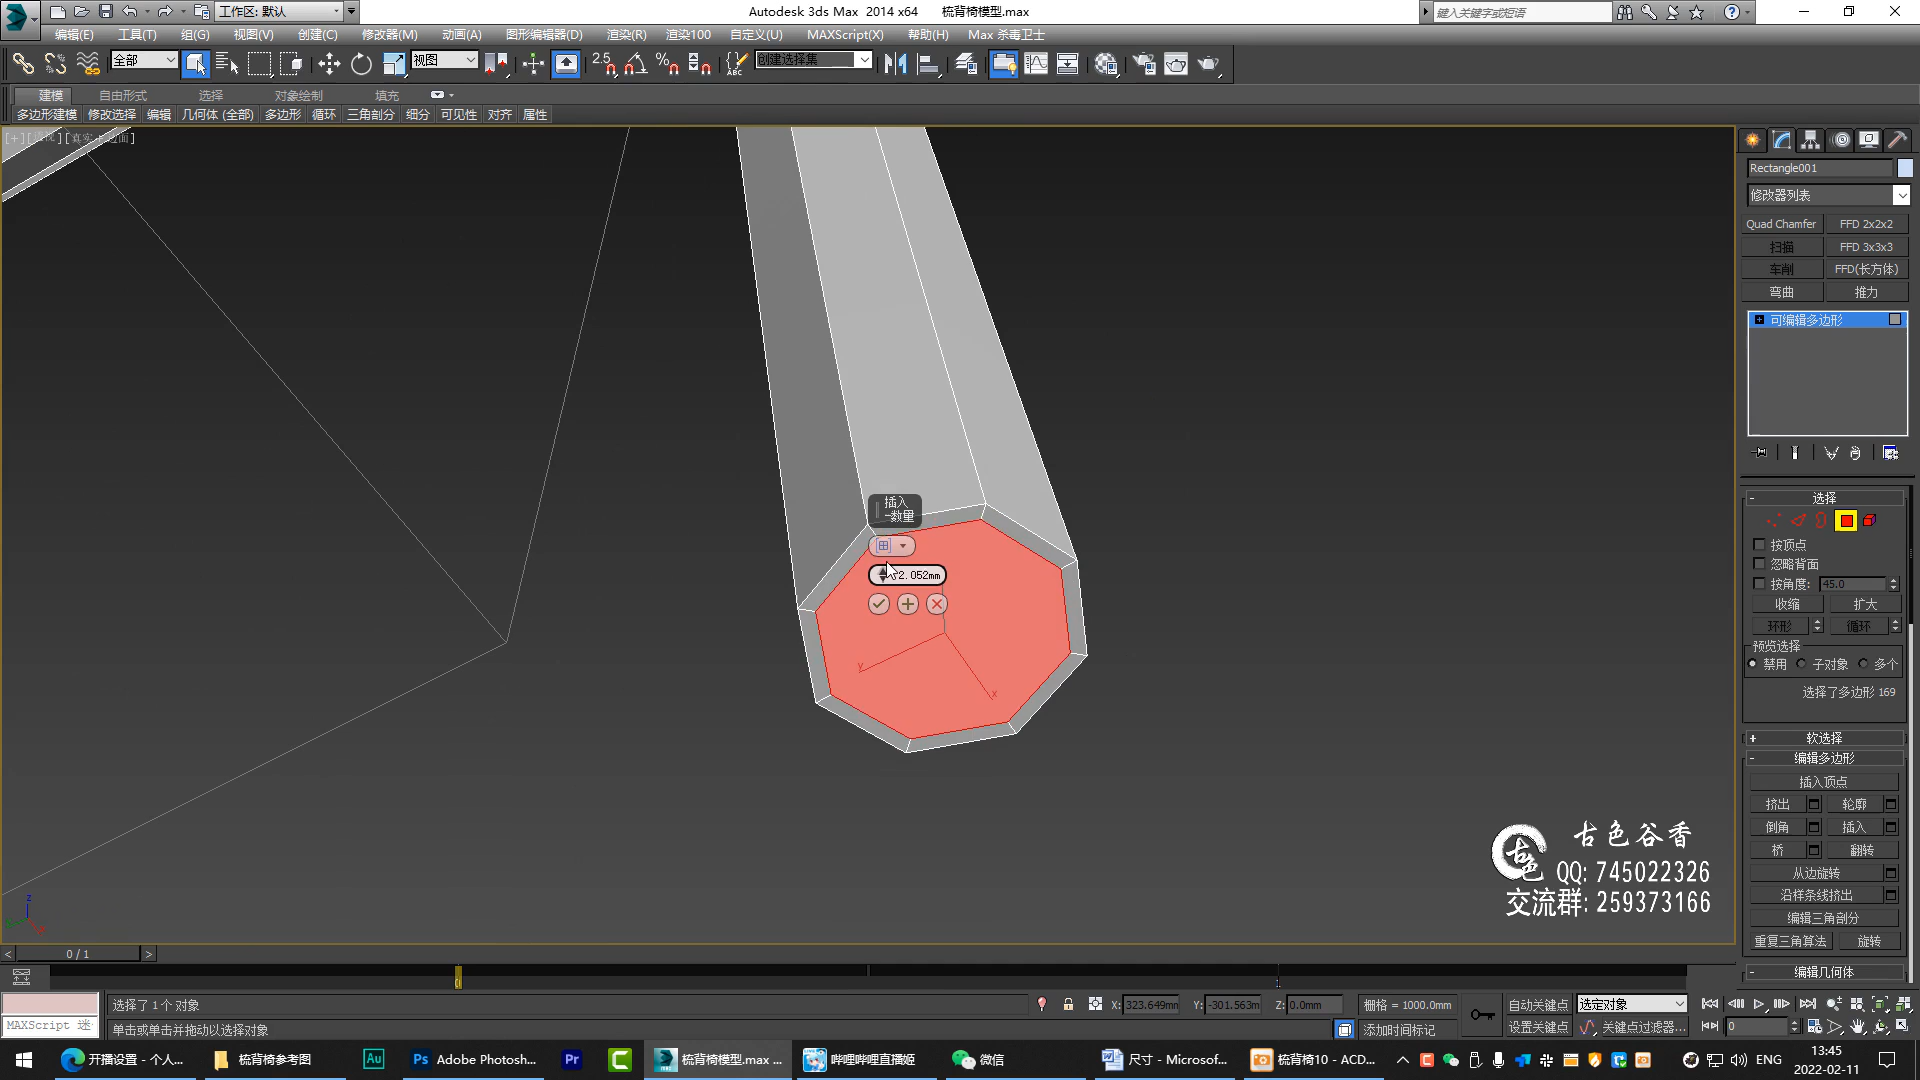 工作区: 默认
Autodesk 3ds Max 2014 x64 梳背椅模型.max
键入关键字或短语
编辑(E) 工具(T) 组(G) 视图(V) 创建(C) 修改器(M) 动画(A) 图形编辑器(D) 渲染(R) 渲染100 自定义(U) MAXScript(X) 帮助(H) Max 杀毒卫士
全部 视图 2.5 创建选择集
建模 自由形式 选择 对象绘制 填充
多边形建模 修改选择 编辑 几何体 (全部) 多边形 循环 三角剖分 细分 可见性 对齐 属性
Rectangle001
修改器列表
Quad Chamfer FFD 2x2x2
扫描 FFD 3x3x3
车削 FFD(长方体)
弯曲 推力
可编辑多边形
选择
按顶点
忽略背面
按角度: 45.0
收缩 扩大
环形 循环
预览选择
禁用 子对象 多个
选择了多边形 169
软选择
编辑多边形
插入顶点
挤出 轮廓
倒角 插入
桥 翻转
从边旋转
沿样条线挤出
编辑三角剖分
重复三角算法 旋转
编辑几何体
插入
-数量
2.052mm
y
x
z
古色谷香
古色
QQ: 745022326
交流群: 259373166
0 / 1
选择了 1 个 对象
X: 323.649mm Y: -301.563m Z: 0.0mm 栅格 = 1000.0mm 自动关键点 选定对象
MAXScript 迷 单击或单击并拖动以选择对象 添加时间标记 设置关键点 关键点过滤器... 0
开播设置 - 个人... 梳背椅参考图 Au Ps Adobe Photosh... Pr 梳背椅模型.max ... 哔哩哔哩直播姬 微信 尺寸 - Microsof... 梳背椅10 - ACD... ENG 13:45
2022-02-11